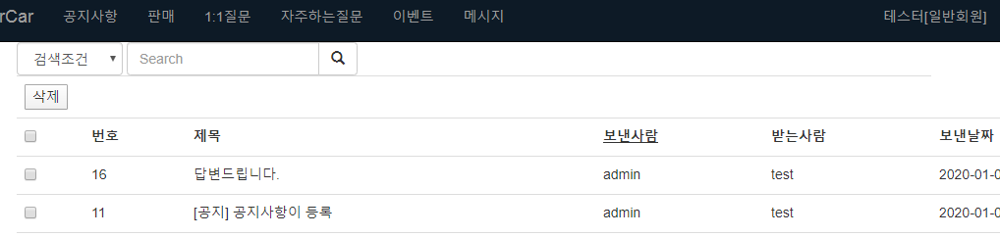 rCar 공지사항 판매 1:1질문 자주하는질문 이벤트 메시지 테스터[일반회원]
검색조건 Search
삭제
번호 제목 보낸사람 받는사람 보낸날짜
16 답변드립니다. admin test 2020-01-0
11 [공지] 공지사항이 등록 admin test 2020-01-0